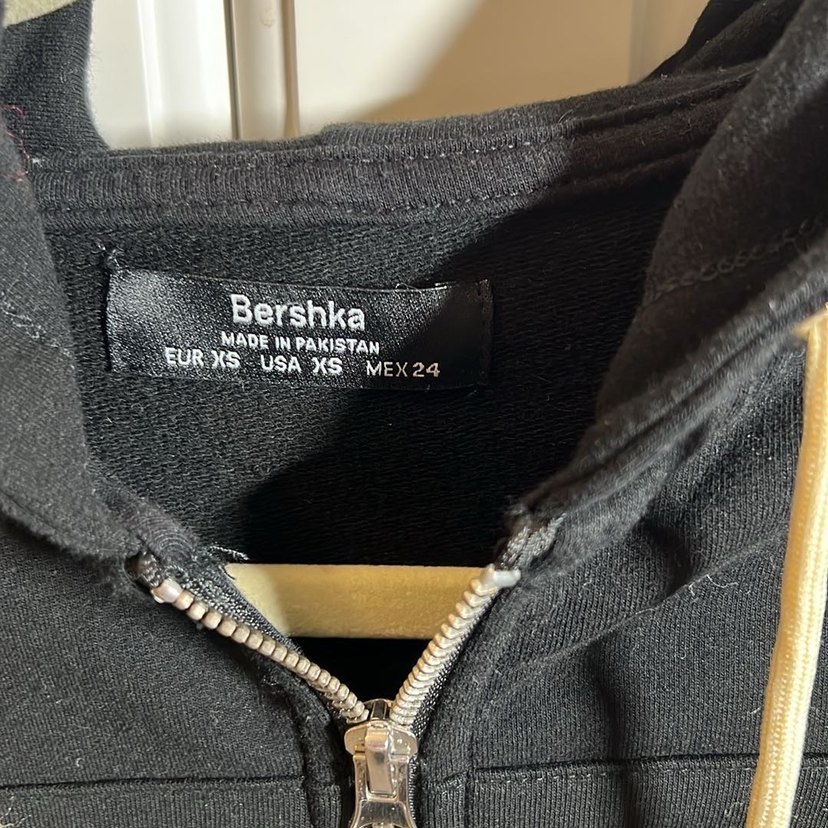 Bershka
MADE IN PAKISTAN
EUR XS USA XS MEX 24